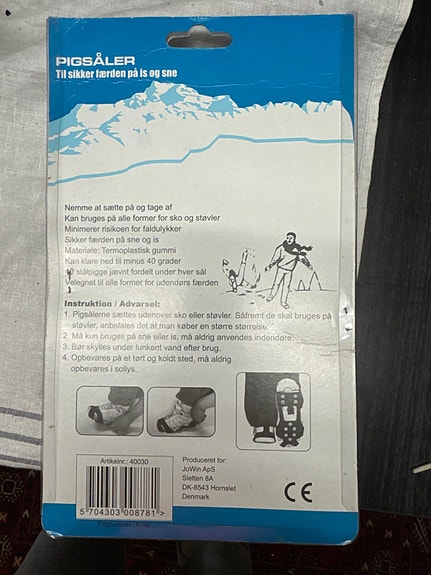 PIGSÅLER
Til sikker færden på is og sne
Nemme at sætte på og tage af
Kan bruges på alle former for sko og støvler
Minimerer risikoen for faldulykker
Sikker færden på sne og is
Materiale: Termoplastisk gummi
Kan klare ned til minus 40 grader
10 stålpigge jævnt fordelt under hver sål
Velegnet til alle former for udendørs færden
Instruktion / Advarsel:
1. Pigsålerne sættes udenover sko eller støvler. Såfremt de skal bruges på
støvler, anbefales det at man køber en større størrelse.
2. Må kun bruges på sne eller is, må aldrig anvendes indendøre.
3. Bør skylles under lunkent vand efter brug.
4. Opbevares på et tørt og koldt sted, må aldrig
opbevares i sollys.
Artikelnr.: 40030
5 704303 008781 >
Produceret i Kina
Produceret for:
JoWin ApS
Sletten 8A
DK-8543 Hornslet
Denmark
CE